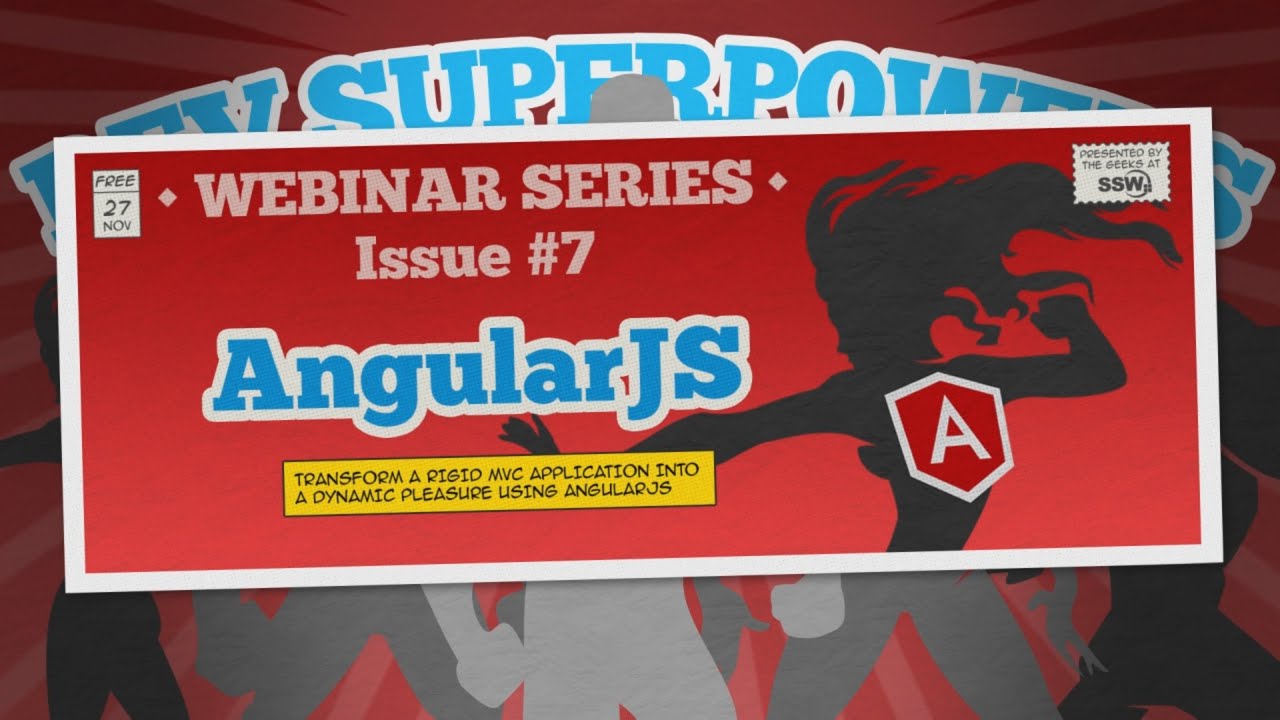 SUPERPOWERS
FREE
27
NOV
• WEBINAR SERIES •
Issue #7
AngularJS
TRANSFORM A RIGID MVC APPLICATION INTO
A DYNAMIC PLEASURE USING ANGULARJS
PRESENTED BY
THE GEEKS AT
SSW
A